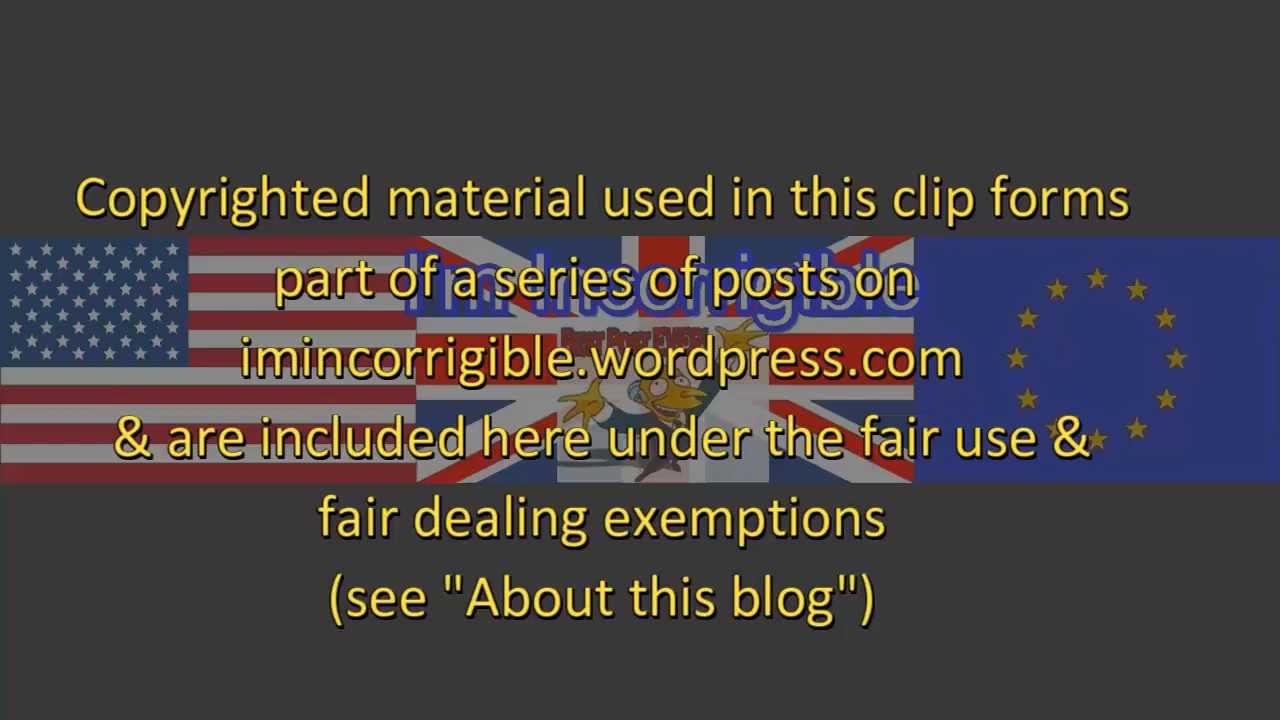 Copyrighted material used in this clip forms
part of a series of posts on
I'm Incorrigible
imincorrigible.wordpress.com
& are included here under the fair use &
fair dealing exemptions
(see "About this blog")